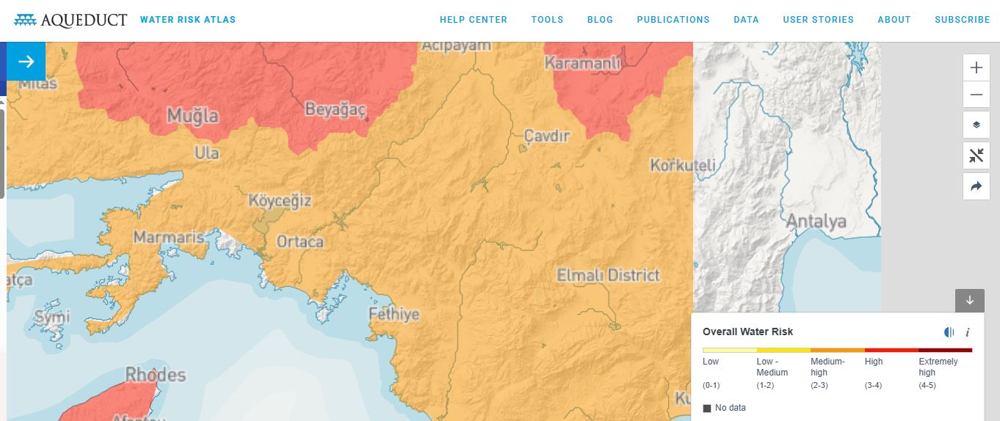 AQUEDUCT WATER RISK ATLAS
HELP CENTER TOOLS BLOG PUBLICATIONS DATA USER STORIES ABOUT SUBSCRIBE
Acıpayam
Karamanlı
Milas
Muğla
Beyağaç
Çavdır
Ula
Korkuteli
Köyceğiz
Antalya
Marmaris
Ortaca
atça
Elmalı District
Symi
Fethiye
Rhodes
Ku
Overall Water Risk
i
Low
Low -
Medium
Medium-
high
High
Extremely
high
(0-1)
(1-2)
(2-3)
(3-4)
(4-5)
No data